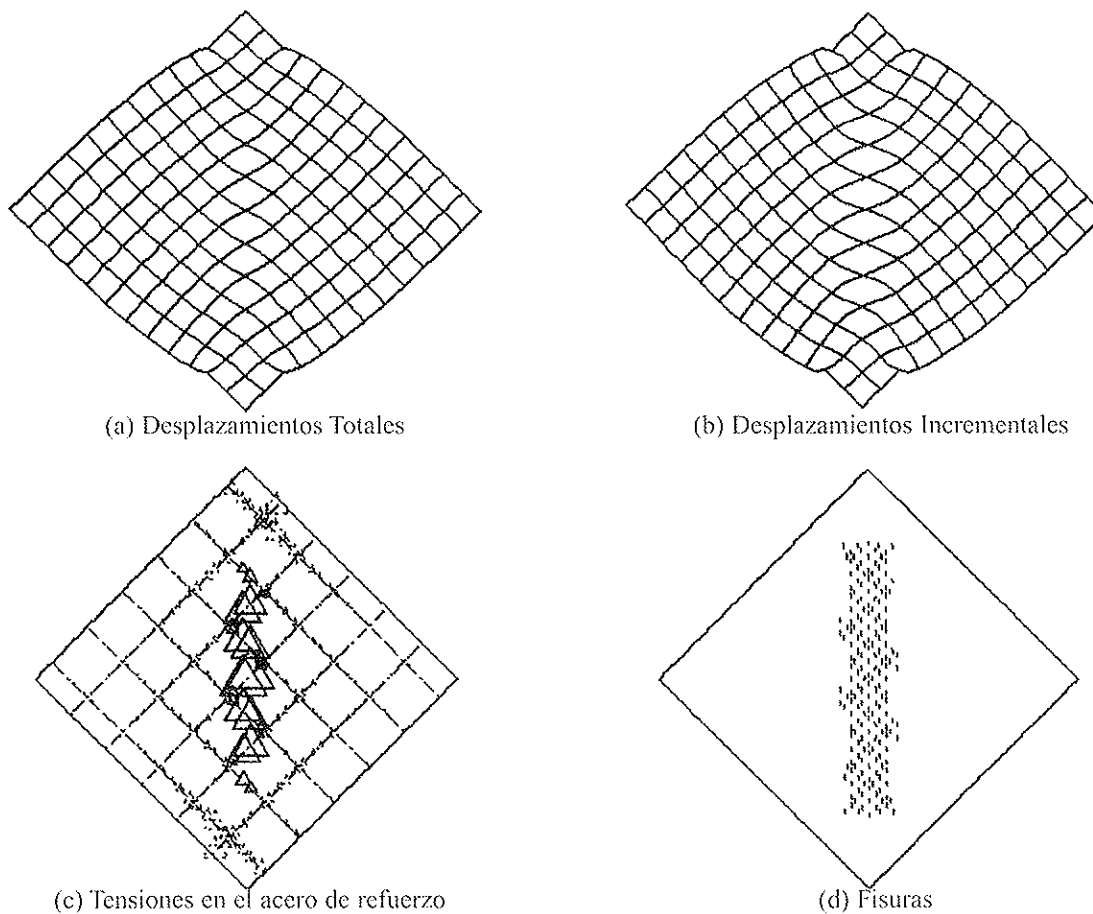 (a) Desplazamientos Totales
(b) Desplazamientos Incrementales
(c) Tensiones en el acero de refuerzo
(d) Fisuras